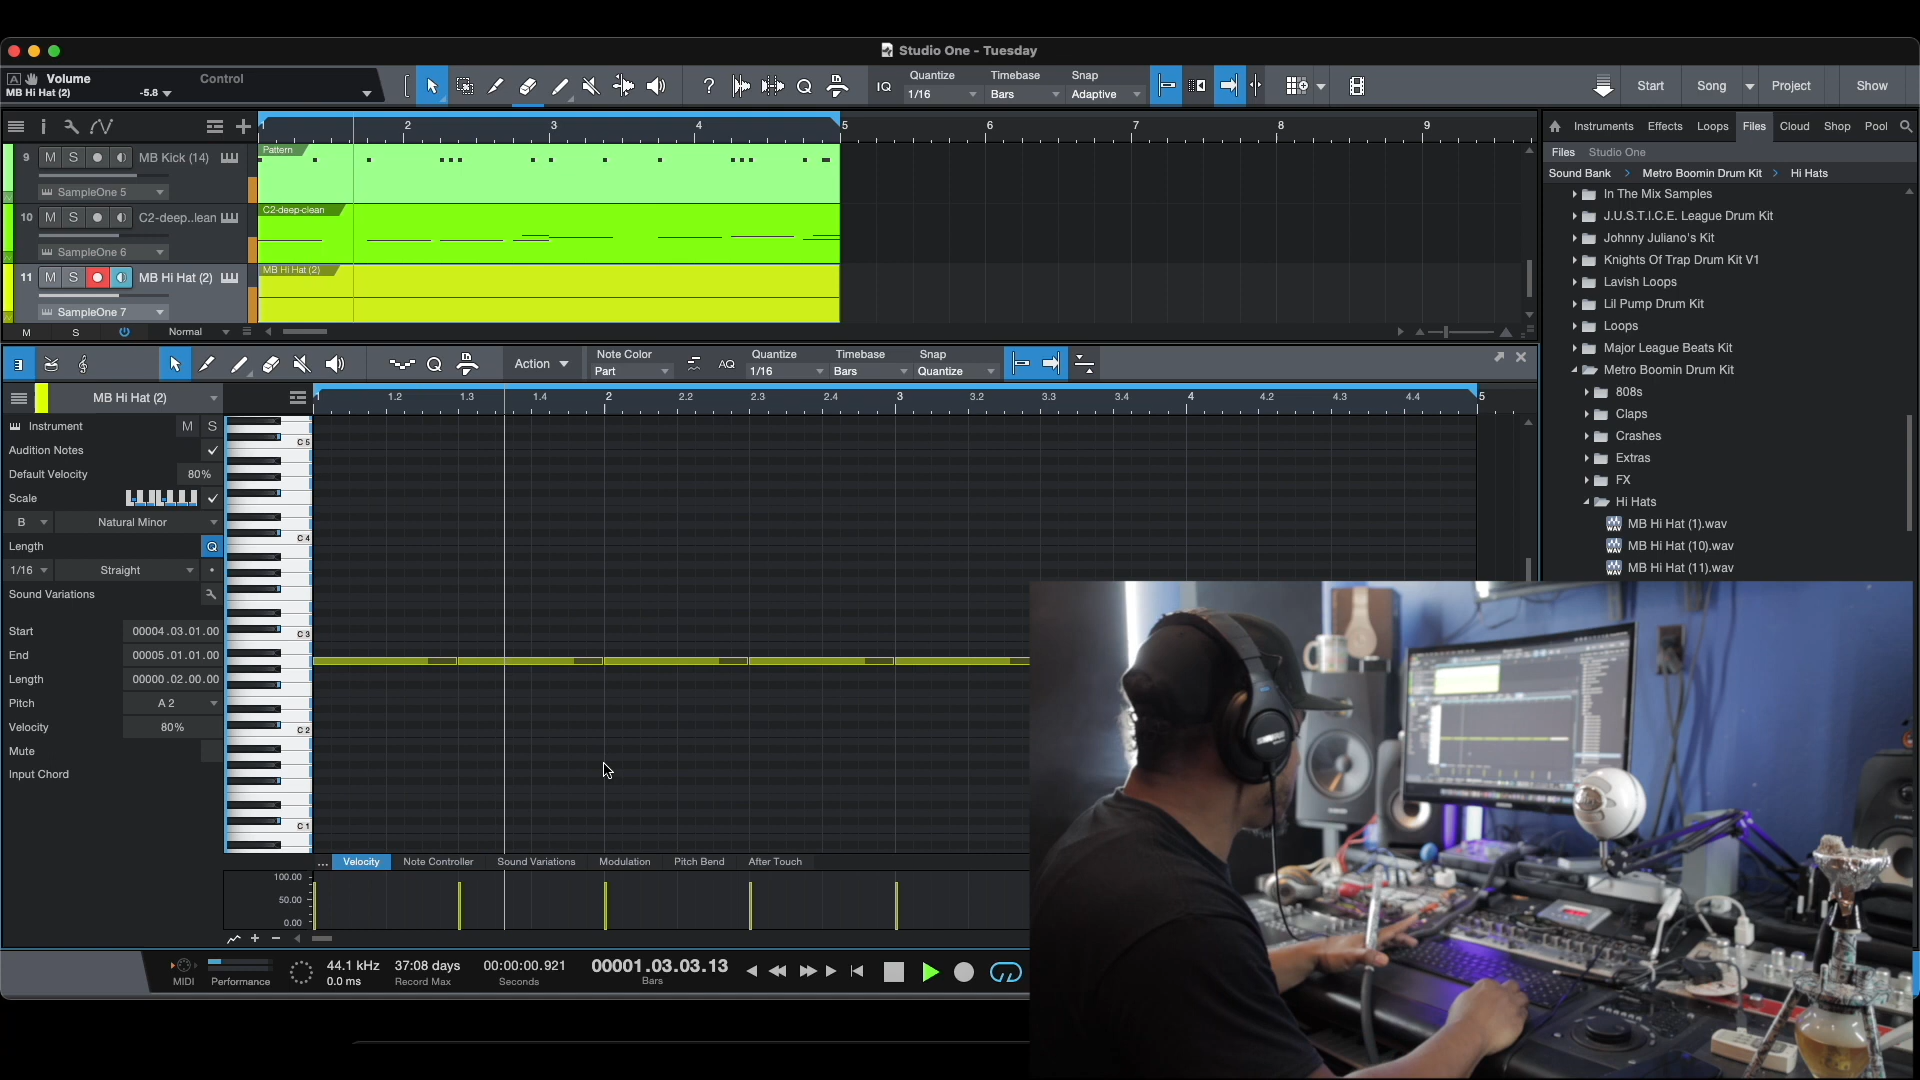 Studio One - Tuesday
Volume
Control
MB Hi Hat (2)
-5.8
IQ
Quantize
1/16
Timebase
Bars
Snap
Adaptive
Start
Song
Project
Show
1
2
3
4
5
6
7
8
9
Instruments
Effects
Loops
Files
Cloud
Shop
Pool
Files
Studio One
Sound Bank > Metro Boomin Drum Kit > Hi Hats
In The Mix Samples
J.U.S.T.I.C.E. League Drum Kit
Johnny Juliano's Kit
Knights Of Trap Drum Kit V1
Lavish Loops
Lil Pump Drum Kit
Loops
Major League Beats Kit
Metro Boomin Drum Kit
808s
Claps
Crashes
Extras
FX
Hi Hats
MB Hi Hat (1).wav
MB Hi Hat (10).wav
MB Hi Hat (11).wav
9
M
S
MB Kick (14)
SampleOne 5
Pattern
10
M
S
C2-deep..lean
SampleOne 6
C2-deep-clean
11
M
S
MB Hi Hat (2)
SampleOne 7
MB Hi Hat (2)
M
S
Normal
Action
Note Color
Part
AQ
Quantize
1/16
Timebase
Bars
Snap
Quantize
MB Hi Hat (2)
1
1.2
1.3
1.4
2
2.2
2.3
2.4
3
3.2
3.3
3.4
4
4.2
4.3
4.4
5
Instrument
M
S
Audition Notes
Default Velocity
80%
Scale
B
Natural Minor
Length
Q
1/16
Straight
Sound Variations
Start
00004.03.01.00
End
00005.01.01.00
Length
00000.02.00.00
Pitch
A 2
Velocity
80%
Mute
Input Chord
C 5
C 4
C 3
C 2
C 1
...
Velocity
Note Controller
Sound Variations
Modulation
Pitch Bend
After Touch
100.00
50.00
0.00
MIDI
Performance
44.1 kHz
0.0 ms
37:08 days
Record Max
00:00:00.921
Seconds
00001.03.03.13
Bars